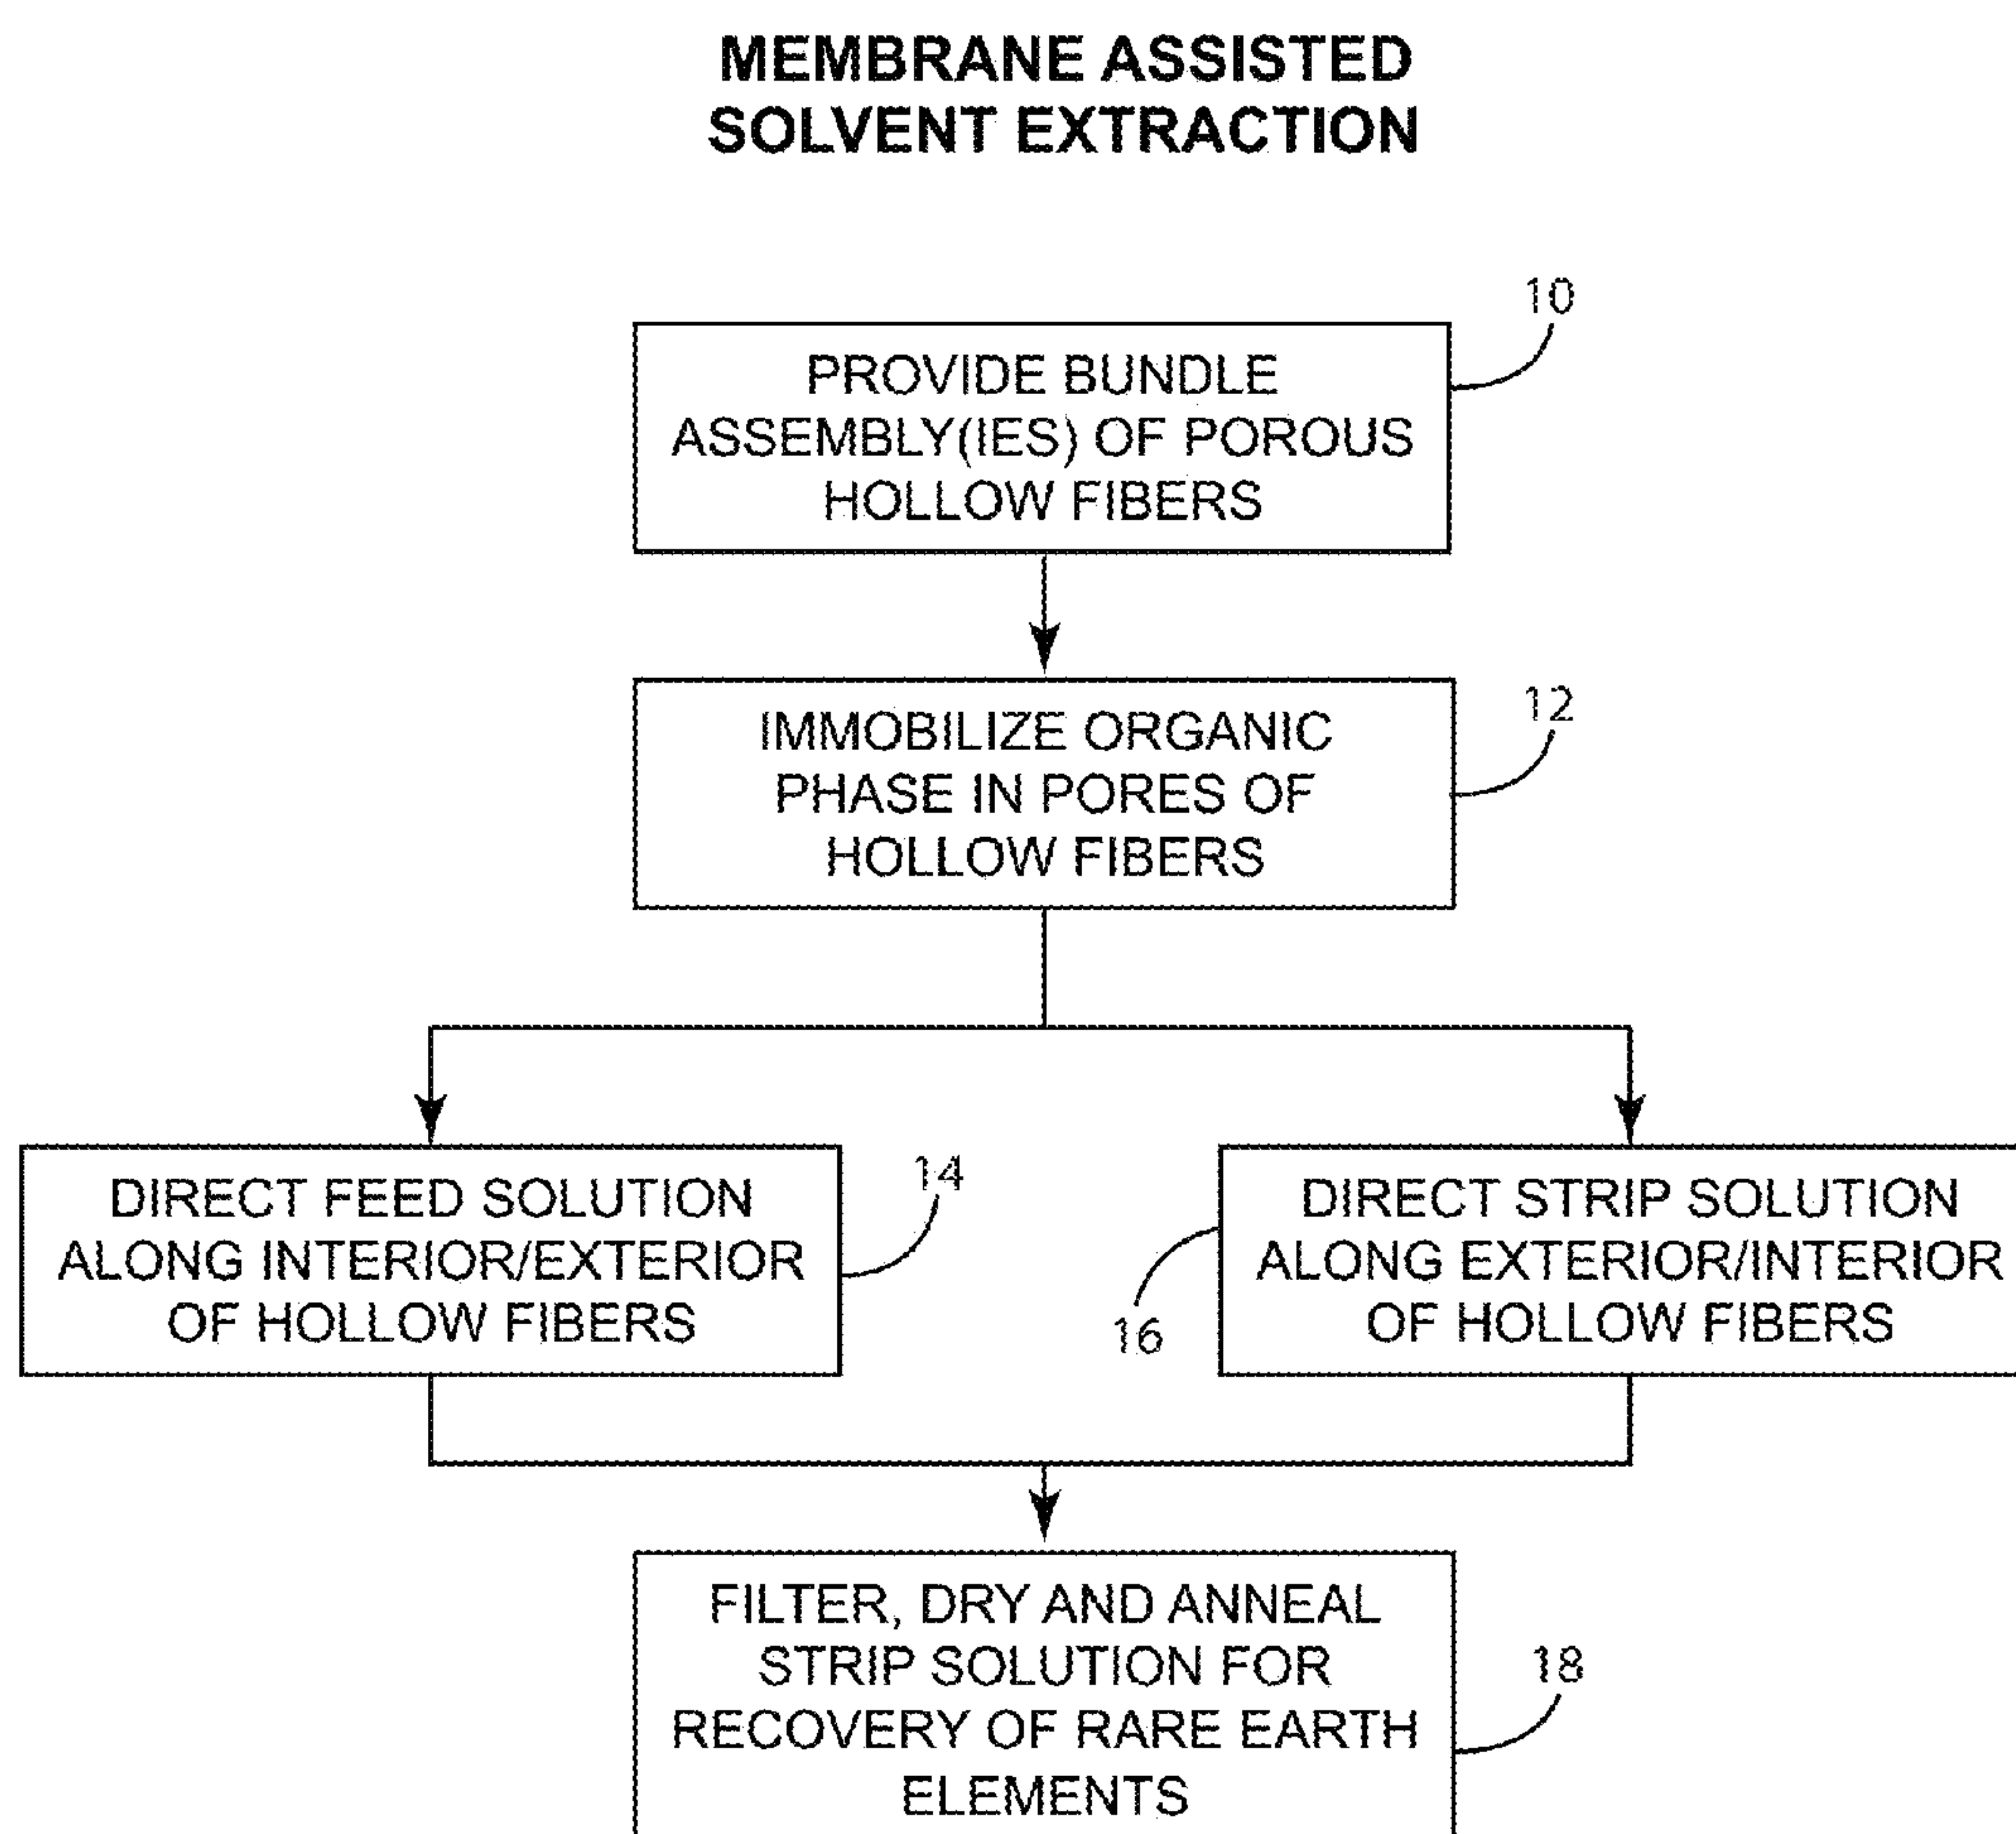 MEMBRANE ASSISTED
SOLVENT EXTRACTION
10
PROVIDE BUNDLE
ASSEMBLY(IES) OF POROUS
HOLLOW FIBERS
12
IMMOBILIZE ORGANIC
PHASE IN PORES OF
HOLLOW FIBERS
14
DIRECT FEED SOLUTION
ALONG INTERIOR/EXTERIOR
OF HOLLOW FIBERS
16
DIRECT STRIP SOLUTION
ALONG EXTERIOR/INTERIOR
OF HOLLOW FIBERS
18
FILTER, DRY AND ANNEAL
STRIP SOLUTION FOR
RECOVERY OF RARE EARTH
ELEMENTS